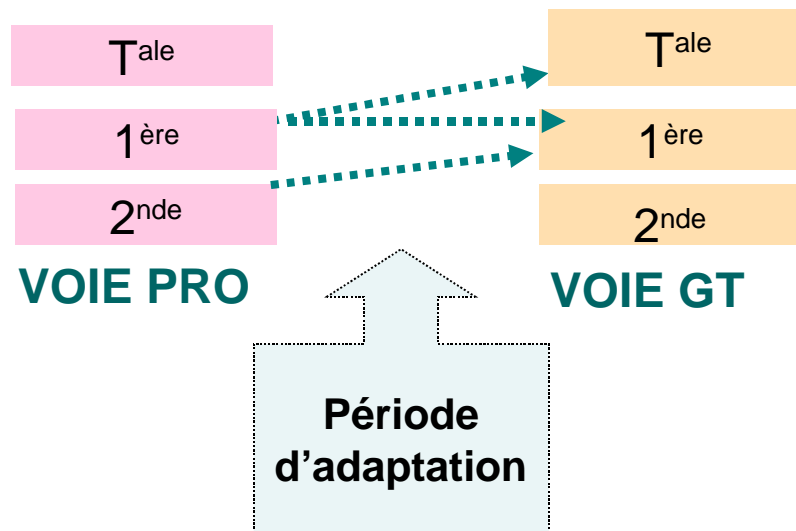 Tale
1ère
2nde
VOIE PRO
Tale
1ère
2nde
VOIE GT
Période
d’adaptation